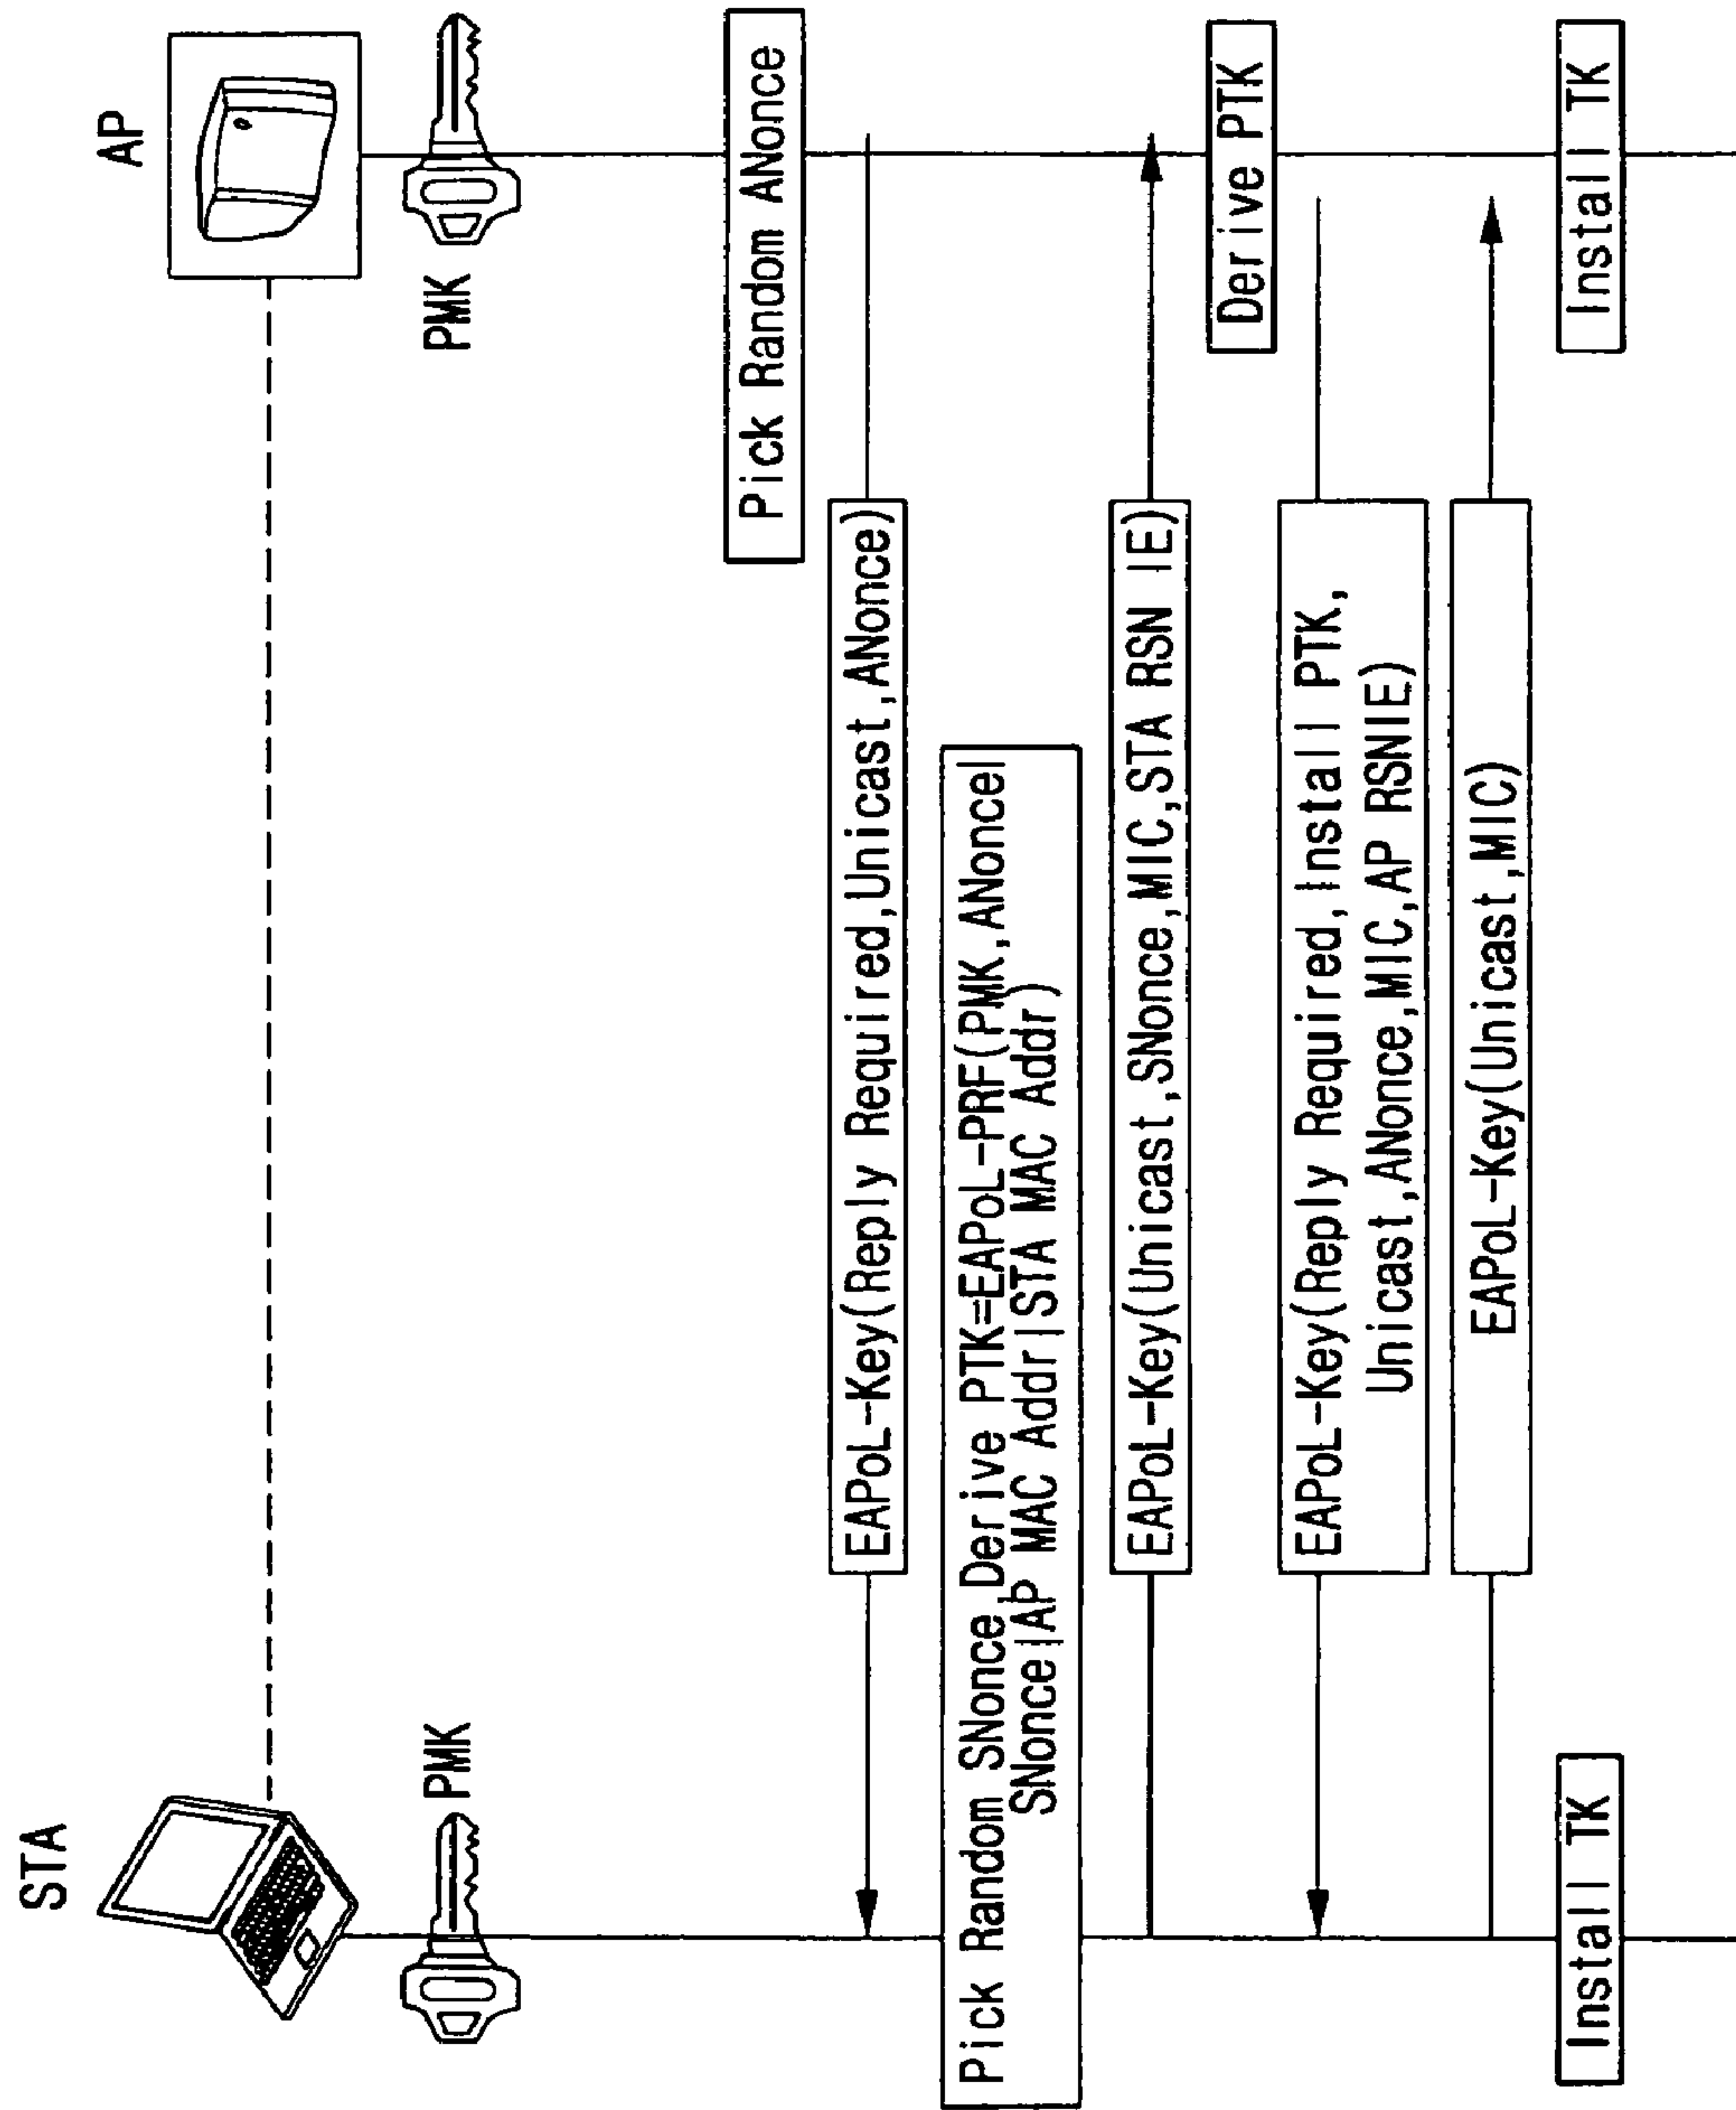 STA
AP
PMK
PMK
Pick Random ANonce
EAPoL-Key(Reply Required,Unicast,ANonce)
Pick Random SNonce,Derive PTK=EAPoL-PRF(PMK,ANonce|
SNonce|AP MAC Addr|STA MAC Addr)
EAPoL-Key(Unicast,SNonce,MIC,STA RSN IE)
Derive PTK
EAPoL-Key(Reply Required,Install PTK,
Unicast,ANonce,MIC,AP RSNIE)
EAPoL-Key(Unicast,MIC)
Install TK
Install TK